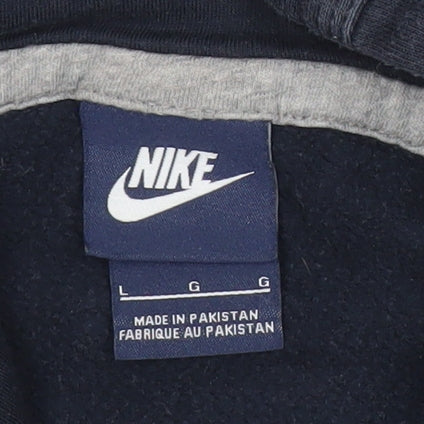 NIKE
L G G
MADE IN PAKISTAN
FABRIQUE AU PAKISTAN